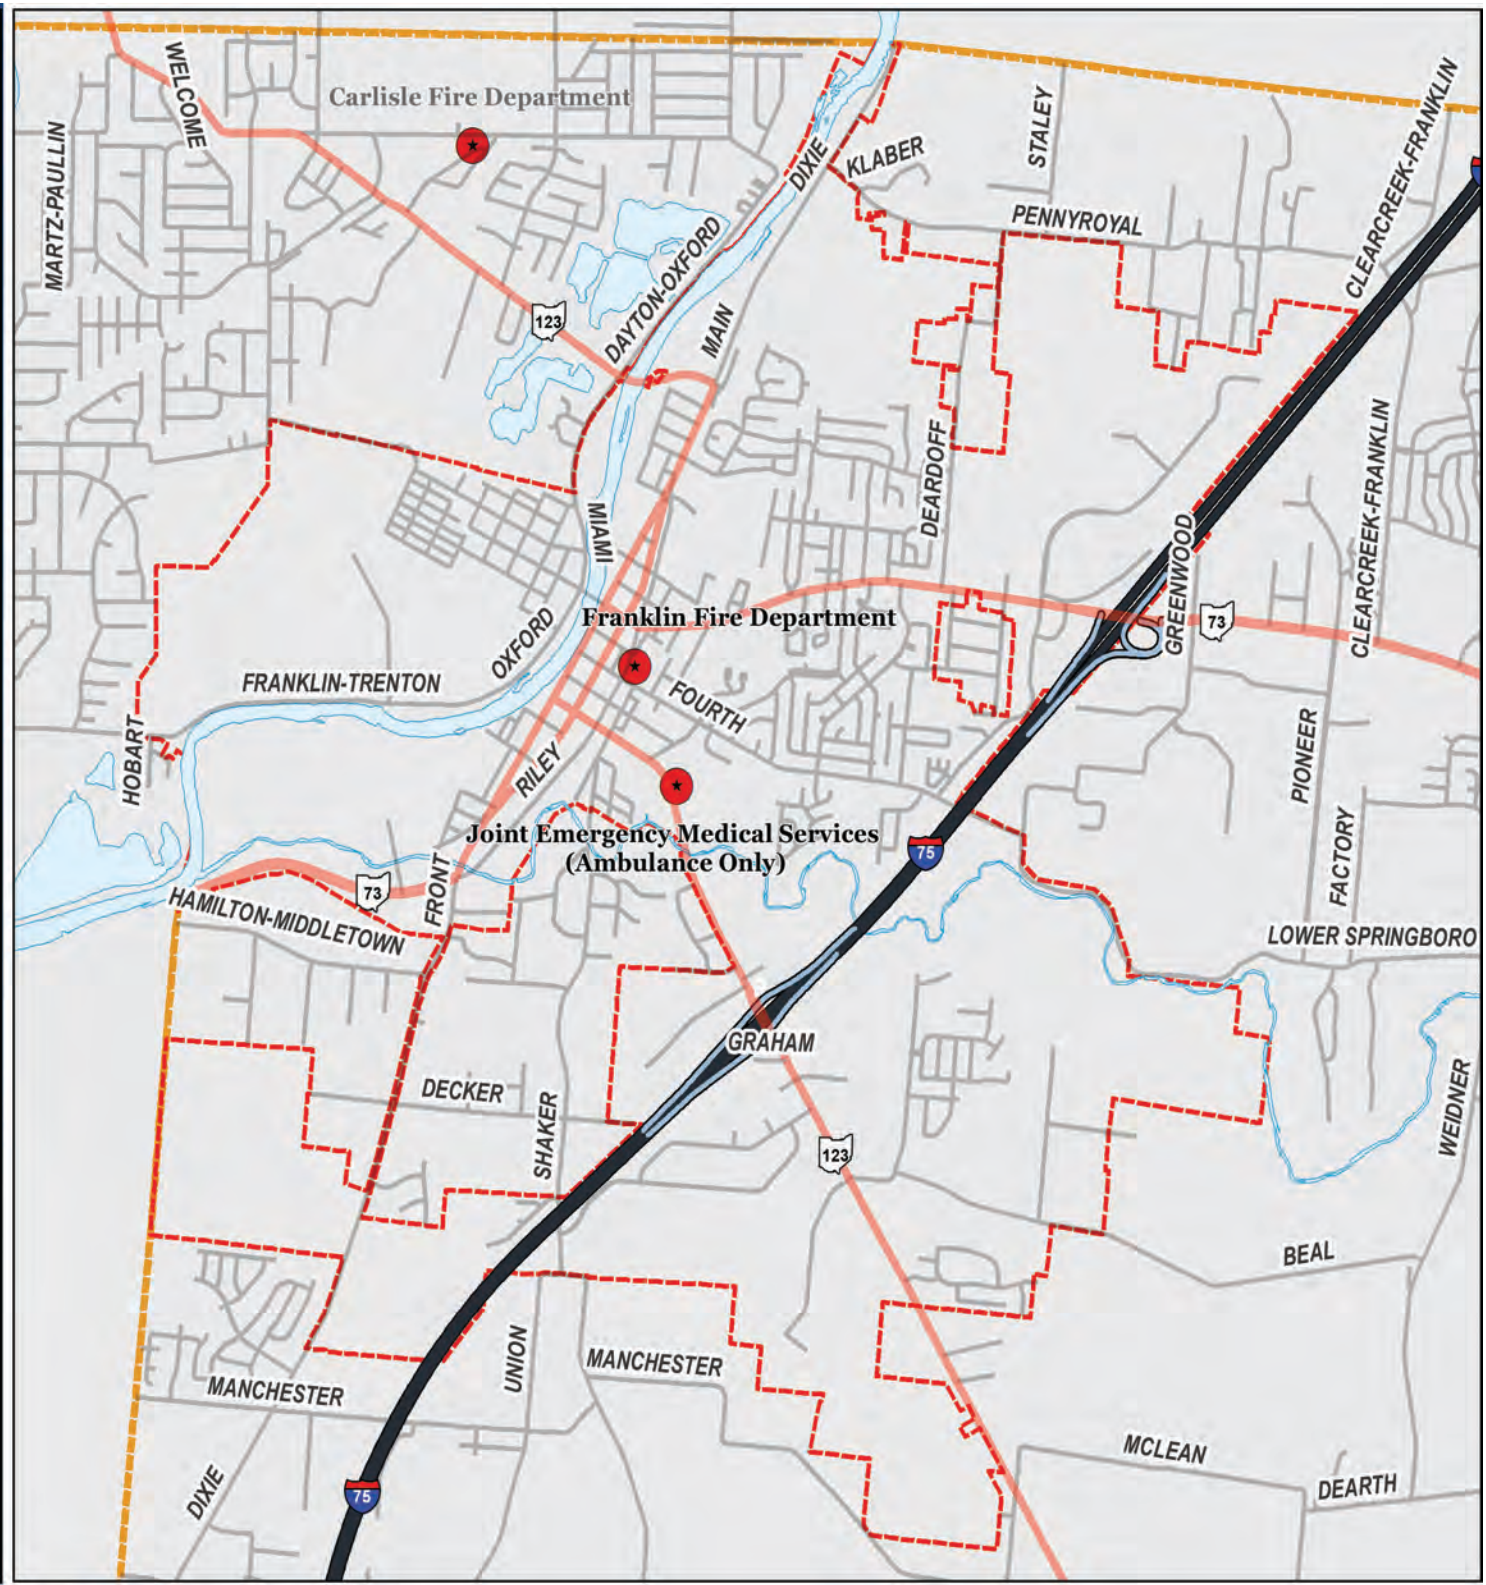 WELCOME
Carlisle Fire Department
MARTZ-PAULLIN
STALEY
CLEARCREEK-FRANKLIN
DIXIE
KLABER
PENNYROYAL
DAYTON-OXFORD
123
MAIN
DEARDOFF
CLEARCREEK-FRANKLIN
MIAMI
GREENWOOD
Franklin Fire Department
73
OXFORD
FRANKLIN-TRENTON
FOURTH
HOBART
RILEY
PIONEER
Joint Emergency Medical Services
(Ambulance Only)
75
FACTORY
FRONT
73
HAMILTON-MIDDLETOWN
LOWER SPRINGBORO
GRAHAM
DECKER
SHAKER
WEIDNER
123
BEAL
UNION
MANCHESTER
MANCHESTER
MCLEAN
DEARTH
DIXIE
75